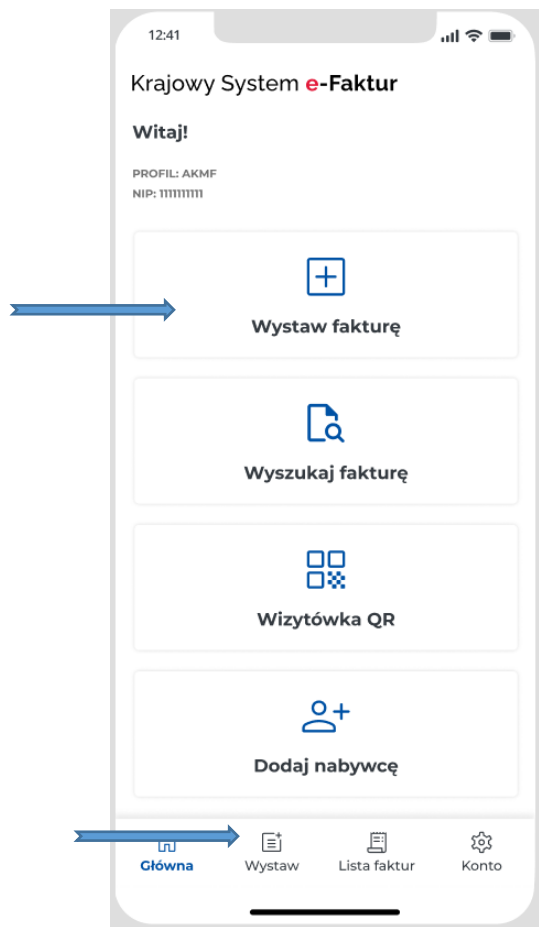 12:41
Krajowy System e-Faktur
Witaj!
PROFIL: AKMF
NIP: 1111111111
Wystaw fakturę
Wyszukaj fakturę
Wizytówka QR
Dodaj nabywcę
Główna Wystaw Lista faktur Konto